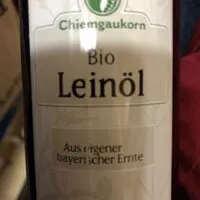 Chiemgaukorn
Bio
Leinöl
Aus eigener
bayerischer Ernte